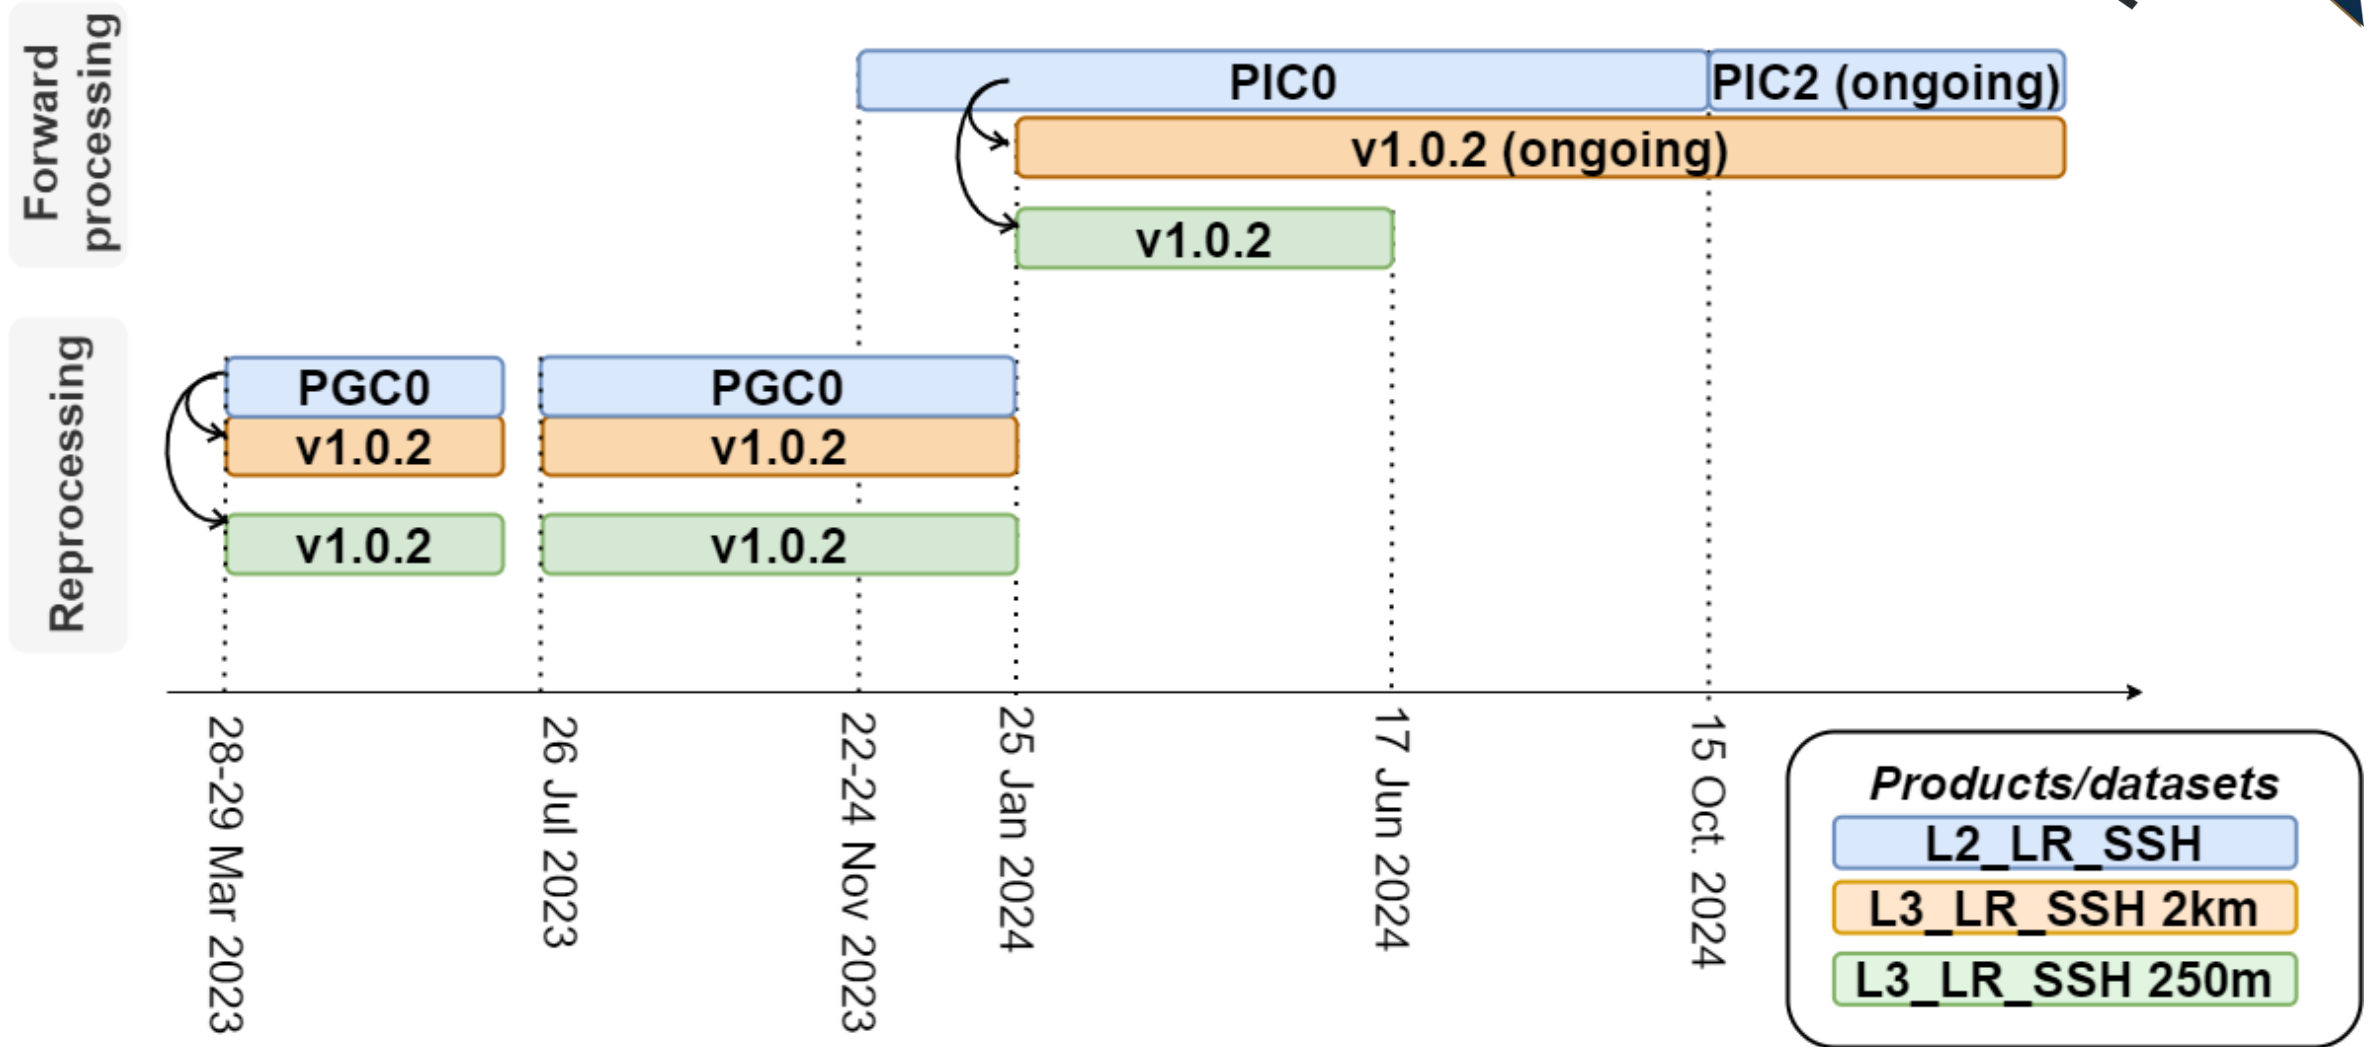 Forward
processing
PIC0
PIC2 (ongoing)
v1.0.2 (ongoing)
v1.0.2
Reprocessing
PGC0
PGC0
v1.0.2
v1.0.2
v1.0.2
v1.0.2
28-29 Mar 2023
26 Jul 2023
22-24 Nov 2023
25 Jan 2024
17 Jun 2024
15 Oct. 2024
Products/datasets
L2_LR_SSH
L3_LR_SSH 2km
L3_LR_SSH 250m